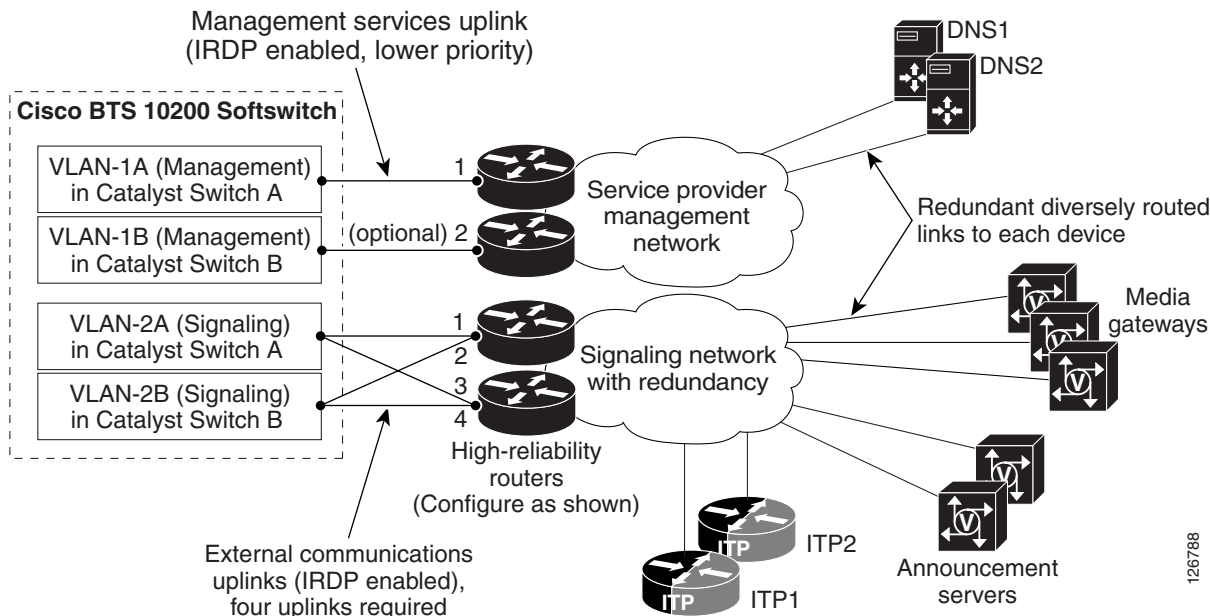 Management services uplink
(IRDP enabled, lower priority)
DNS1
DNS2
Cisco BTS 10200 Softswitch
VLAN-1A (Management)
in Catalyst Switch A
1
VLAN-1B (Management)
in Catalyst Switch B
(optional) 2
Service provider
management
network
Redundant diversely routed
links to each device
VLAN-2A (Signaling)
in Catalyst Switch A
1
2
VLAN-2B (Signaling)
in Catalyst Switch B
3
4
Signaling network
with redundancy
Media
gateways
V
V
V
High-reliability
routers
(Configure as shown)
External communications
uplinks (IRDP enabled),
four uplinks required
ITP
ITP2
ITP
ITP1
V
V
Announcement
servers
126788